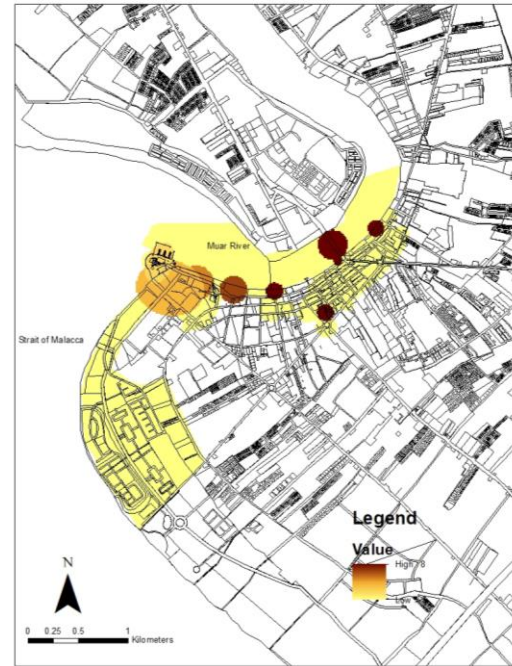 Muar River
Strait of Malacca
Legend
Value
High : 8
Low
N
0 0.25 0.5 1
Kilometers